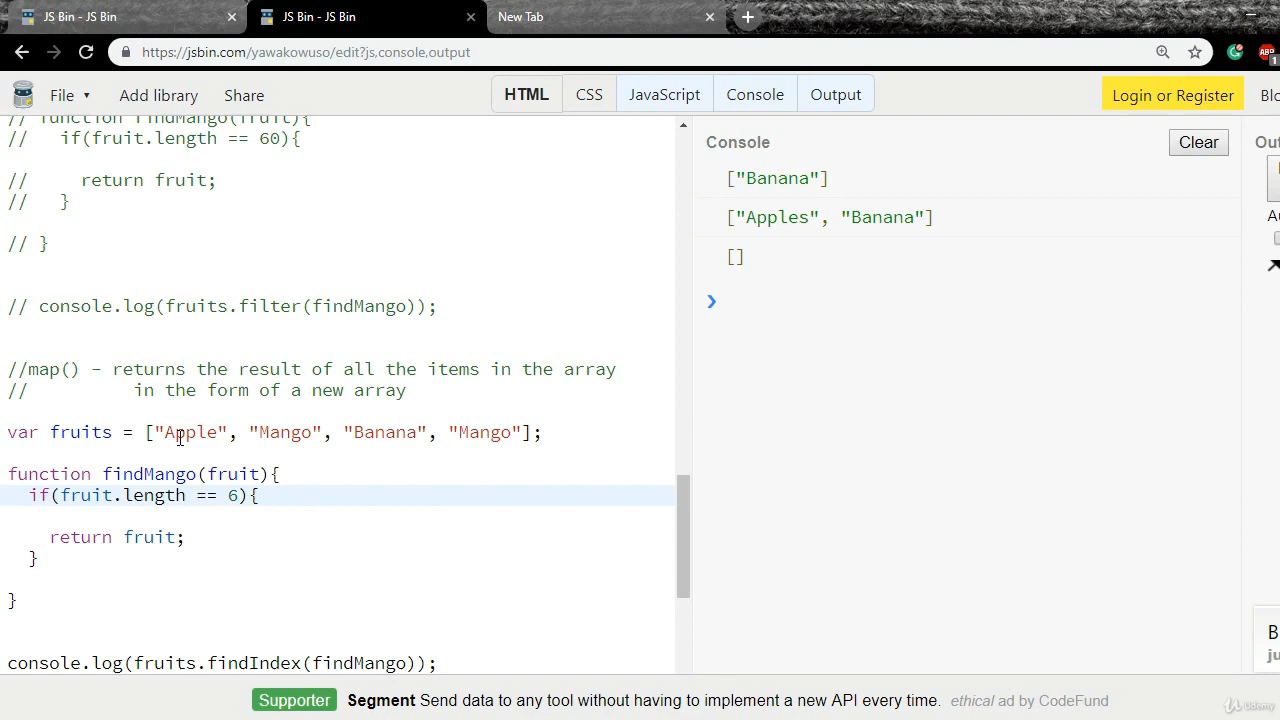 JS Bin - JS Bin × JS Bin - JS Bin × New Tab × +
https://jsbin.com/yawakowuso/edit?js,console,output
File ▾ Add library Share HTML CSS JavaScript Console Output Login or Register
// function findMango(fruit){
//   if(fruit.length == 60){
//     return fruit;
//   }
// }
// console.log(fruits.filter(findMango));
//map() - returns the result of all the items in the array
//          in the form of a new array
var fruits = ["Apple", "Mango", "Banana", "Mango"];
function findMango(fruit){
if(fruit.length == 6){
return fruit;
}
}
console.log(fruits.findIndex(findMango));
Console Clear
["Banana"]
["Apples", "Banana"]
[]
Supporter Segment Send data to any tool without having to implement a new API every time. ethical ad by CodeFund
Udemy